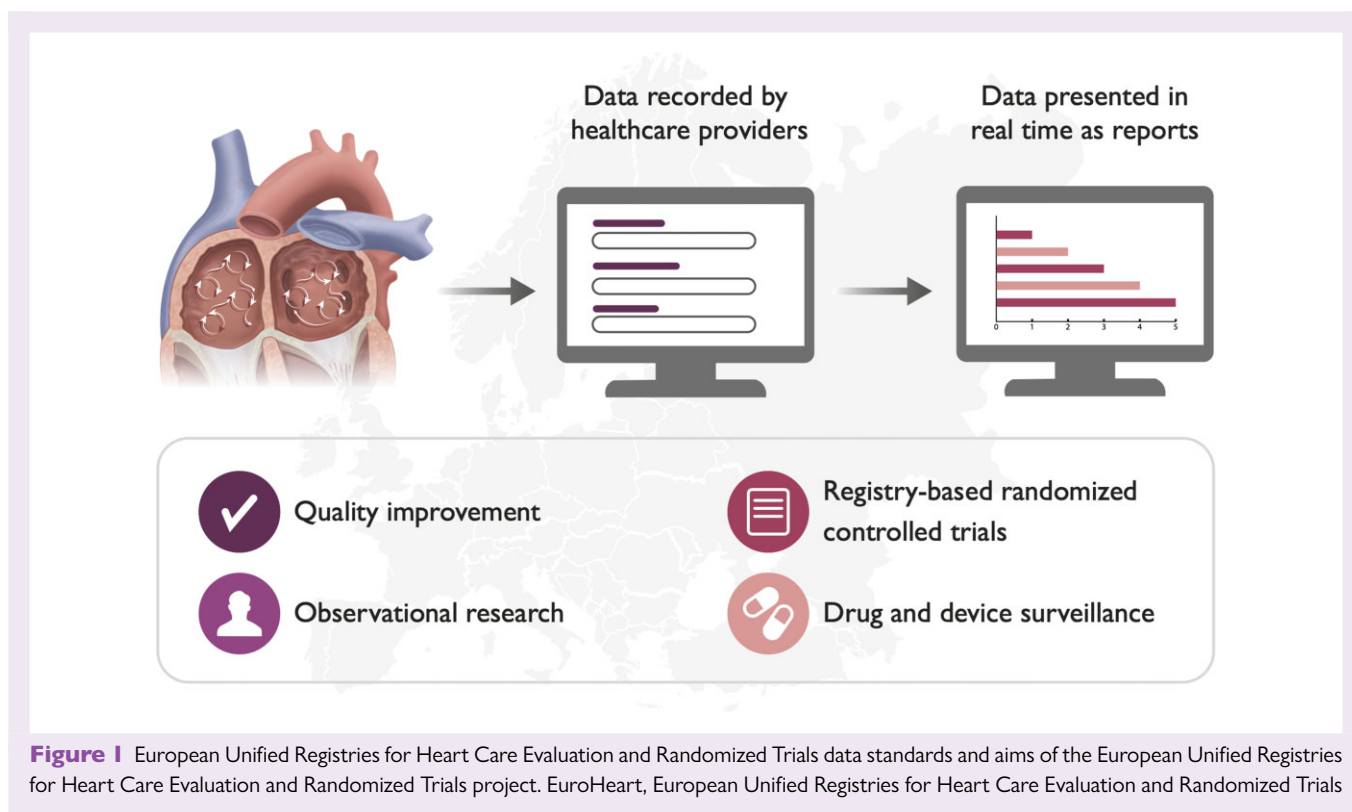 Data recorded by
healthcare providers
Data presented in
real time as reports
0 1 2 3 4 5
Quality improvement
Registry-based randomized
controlled trials
Observational research
Drug and device surveillance
Figure 1 European Unified Registries for Heart Care Evaluation and Randomized Trials data standards and aims of the European Unified Registries
for Heart Care Evaluation and Randomized Trials project. EuroHeart, European Unified Registries for Heart Care Evaluation and Randomized Trials